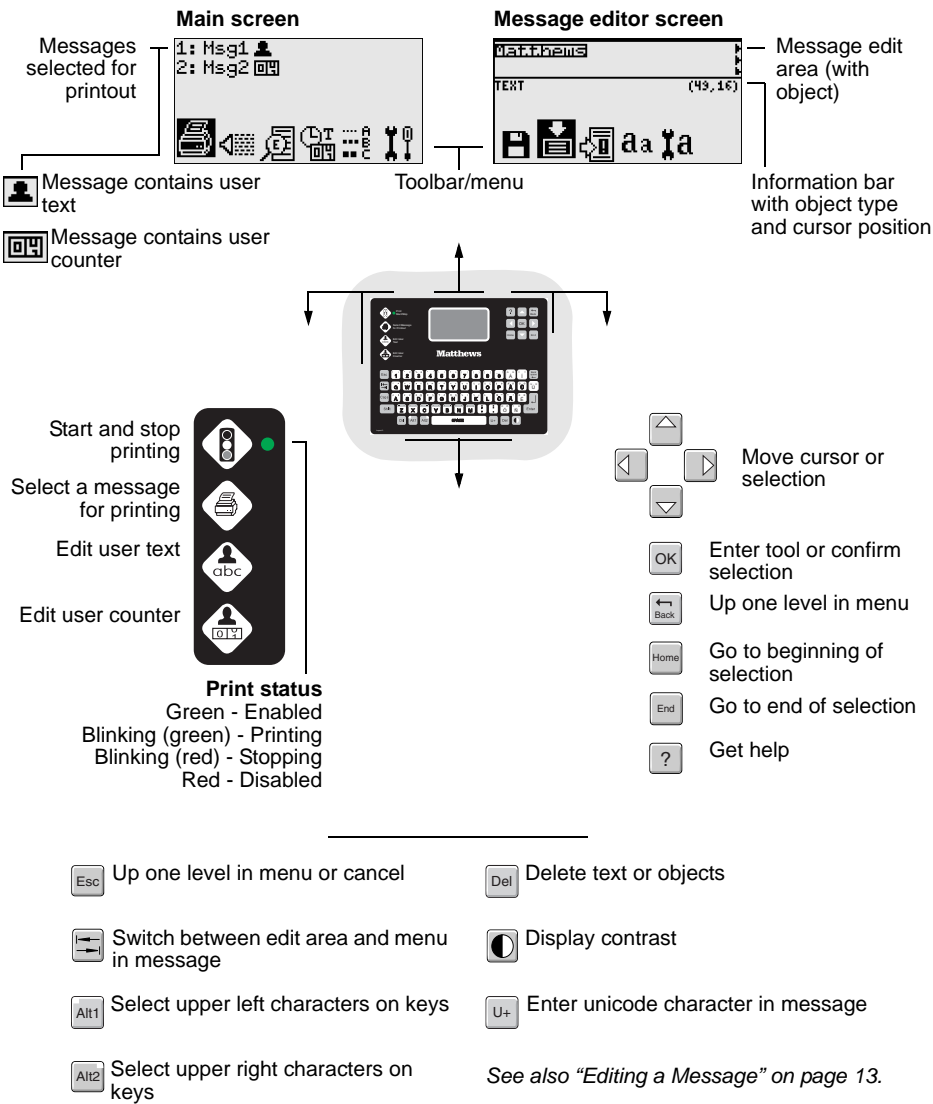 Main screen
Message editor screen
Messages
selected for
printout
1: Msg1
2: Msg2
Matthews
TEXT (49,16)
Message edit
area (with
object)
Toolbar/menu
Message contains user
text
Message contains user
counter
Information bar
with object type
and cursor position
Matthews
Start and stop
printing
Select a message
for printing
Edit user text
abc
Edit user counter
Print status
Green - Enabled
Blinking (green) - Printing
Blinking (red) - Stopping
Red - Disabled
Move cursor or
selection
OK Enter tool or confirm
selection
Back Up one level in menu
Home Go to beginning of
selection
End Go to end of selection
? Get help
Esc Up one level in menu or cancel
Del Delete text or objects
Switch between edit area and menu
in message
Display contrast
Alt1 Select upper left characters on keys
U+ Enter unicode character in message
Alt2 Select upper right characters on
keys
See also “Editing a Message” on page 13.